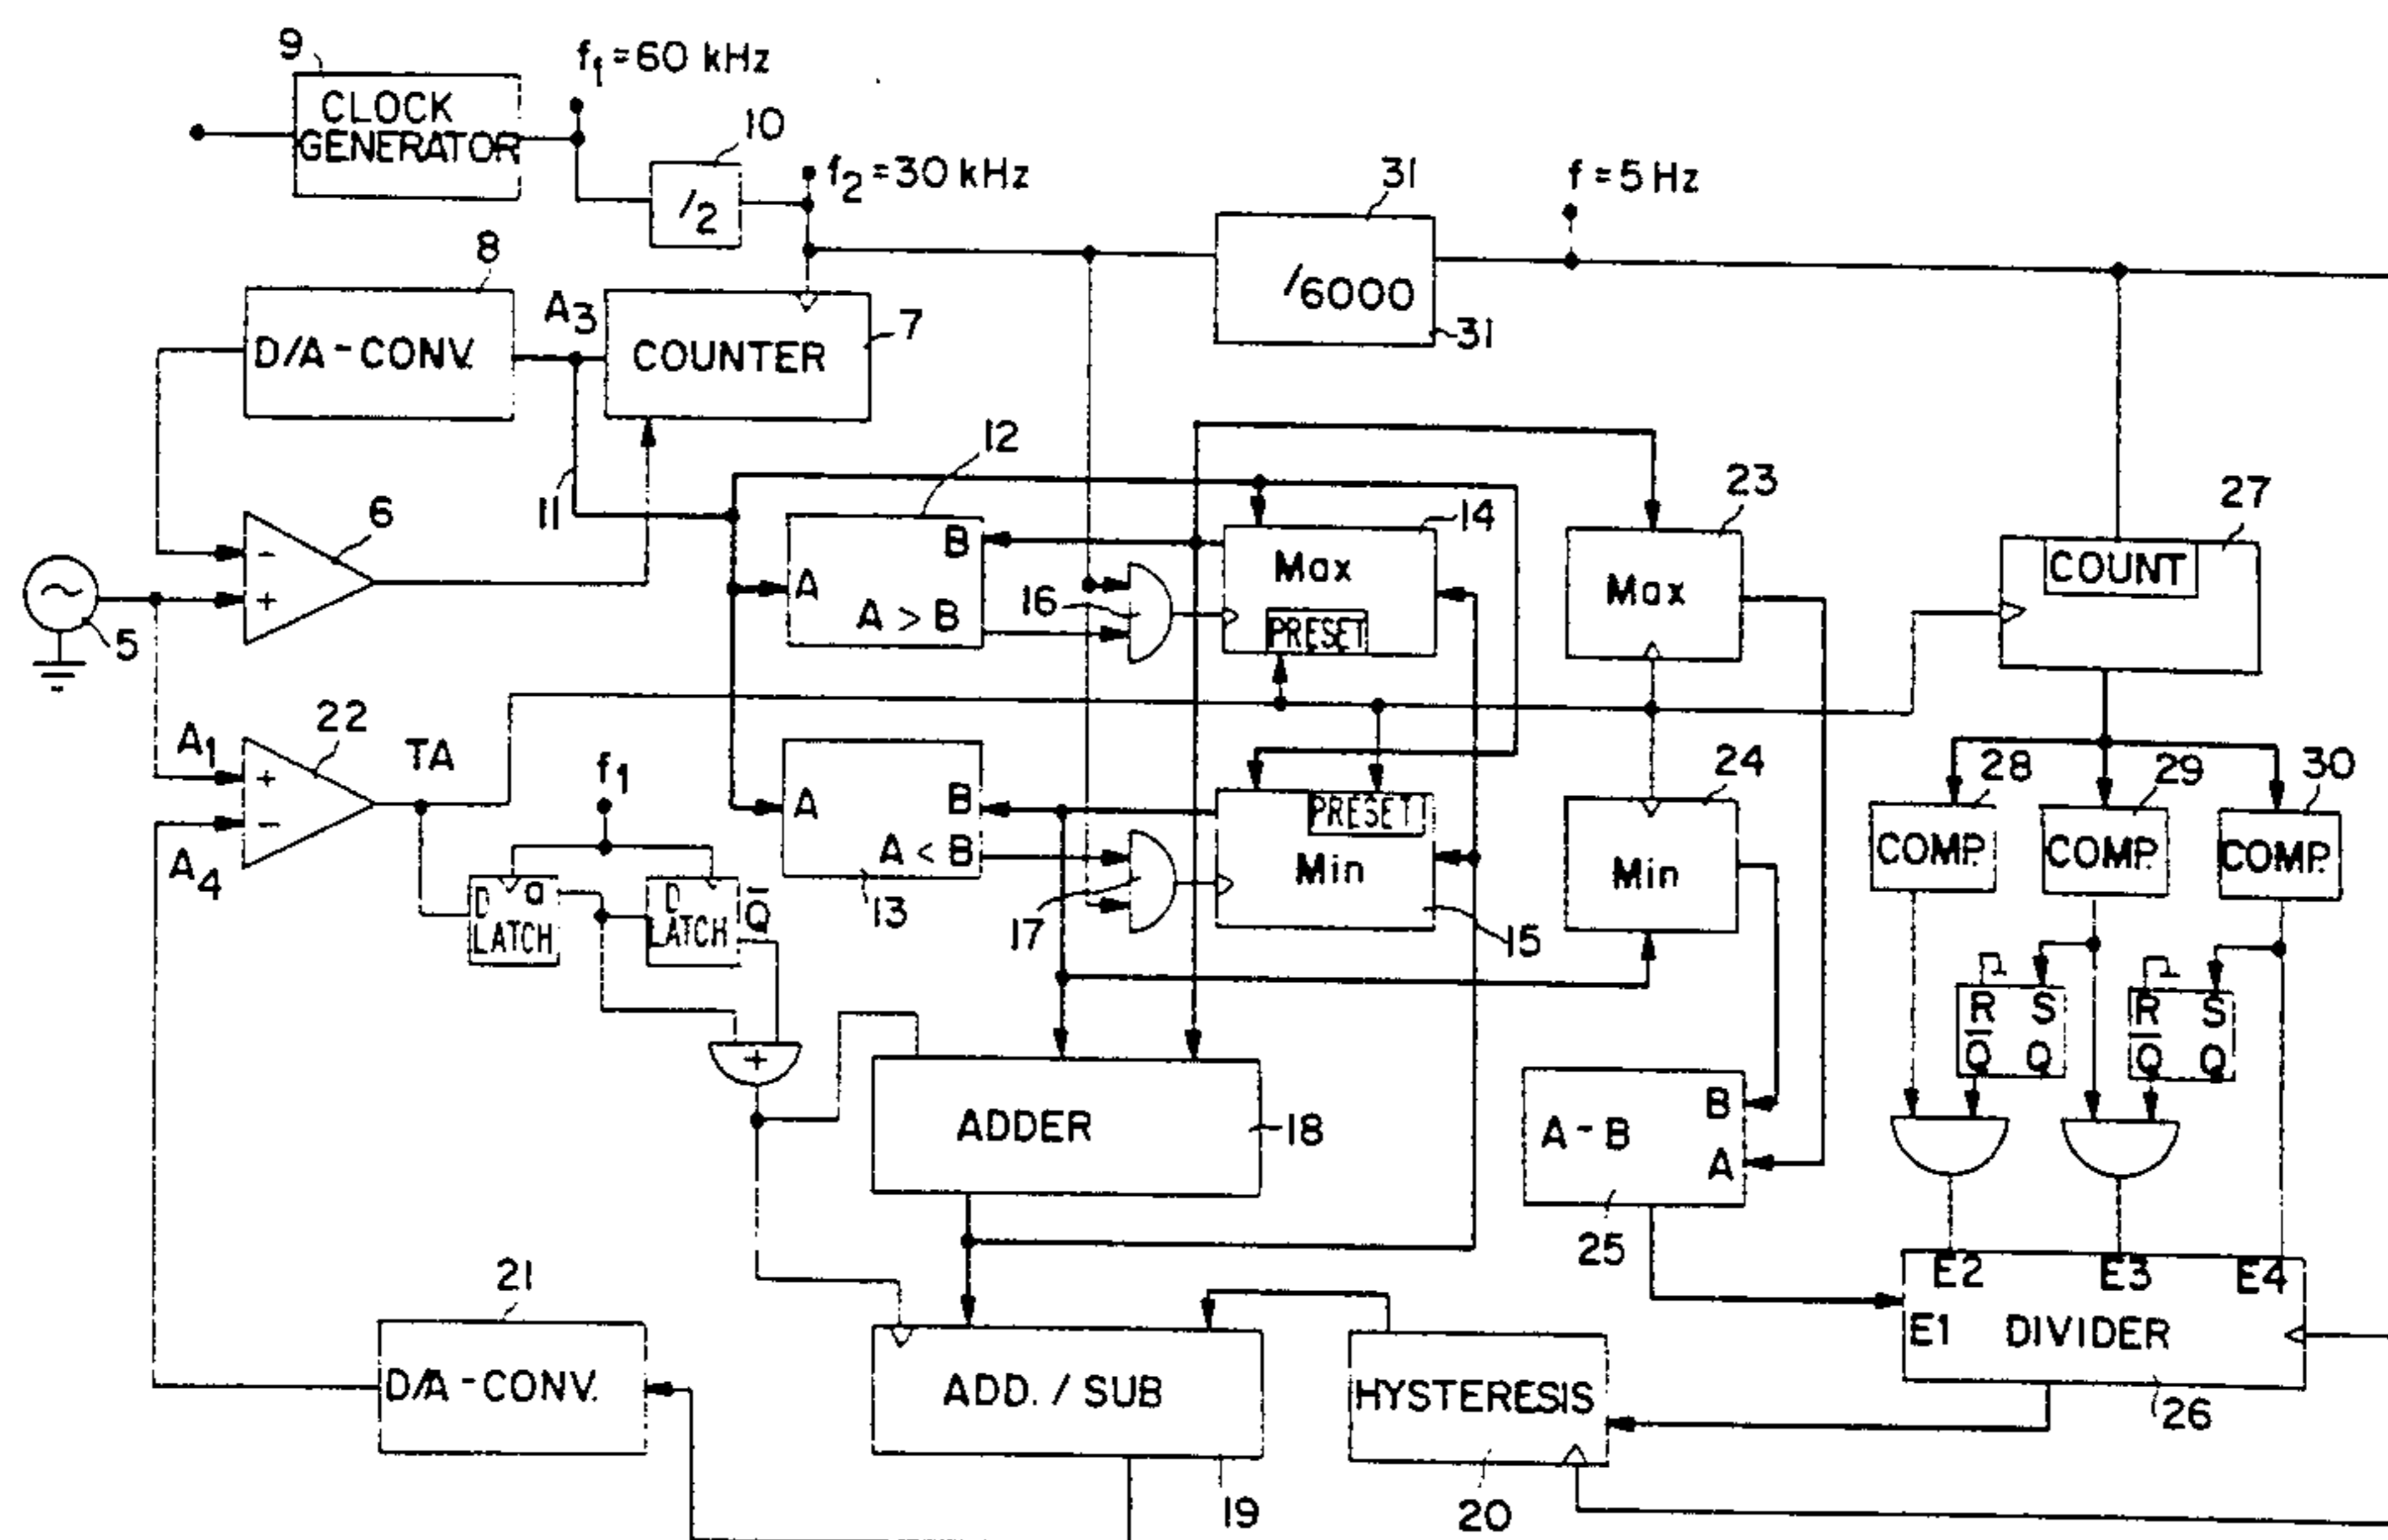 9
f1 = 60 kHz
CLOCK
GENERATOR
10
/2
f2 = 30 kHz
31
f = 5 Hz
/6000
31
8
D/A - CONV.
A3
COUNTER
7
11
12
6
B
A
A > B
16
14
Max
PRESET
23
Max
27
COUNT
5
A1
22
TA
+
-
+
-
A4
f1
D a
LATCH
D
LATCH
Q
A
B
A < B
13
17
PRESET
Min
15
24
Min
28
29
30
COMP.
COMP.
COMP.
R S
Q Q
R S
Q Q
+
ADDER
18
B
A - B
A
25
E2
E3
E4
E1
DIVIDER
26
21
D/A - CONV.
ADD. / SUB
19
HYSTERESIS
20